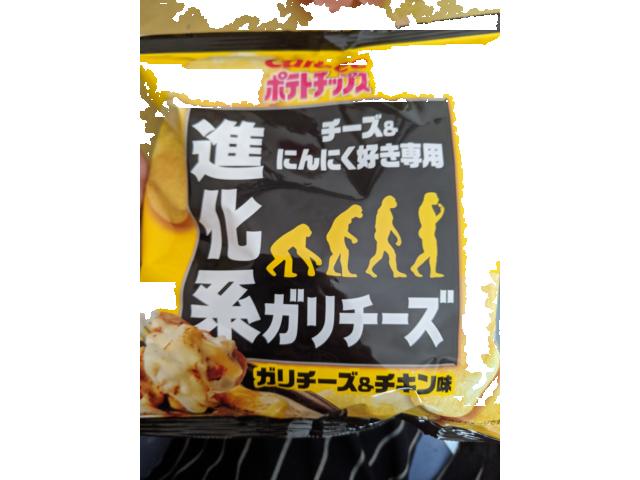 ポテトチップス
チーズ&
にんにく好き専用
進化系
ガリチーズ
ガリチーズ&チキン味